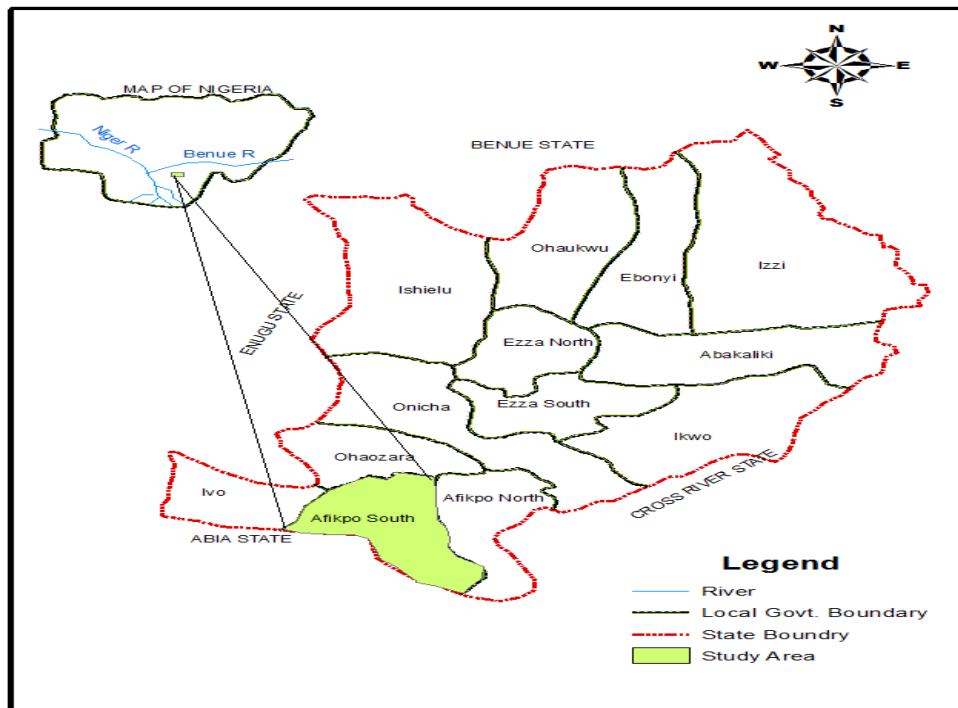 N
W
E
S
MAP OF NIGERIA
Niger R
Benue R
BENUE STATE
Ohaukwu
Ebonyi
Izzi
Ishielu
ENUGU STATE
Ezza North
Abakaliki
Onicha
Ezza South
Ikwo
Ohaozara
Ivo
Afikpo North
CROSS RIVER STATE
Afikpo South
ABIA STATE
Legend
River
Local Govt. Boundary
State Boundry
Study Area